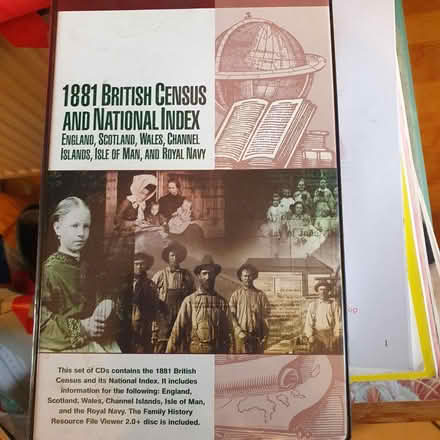 1881 BRITISH CENSUS
AND NATIONAL INDEX
ENGLAND, SCOTLAND, WALES, CHANNEL
ISLANDS, ISLE OF MAN, AND ROYAL NAVY
day of June
This set of CDs contains the 1881 British
Census and its National Index. It includes
information for the following: England,
Scotland, Wales, Channel Islands, Isle of Man,
and the Royal Navy. The Family History
Resource File Viewer 2.0+ disc is included.